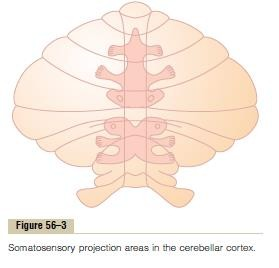 Figure 56–3
Somatosensory projection areas in the cerebellar cortex.